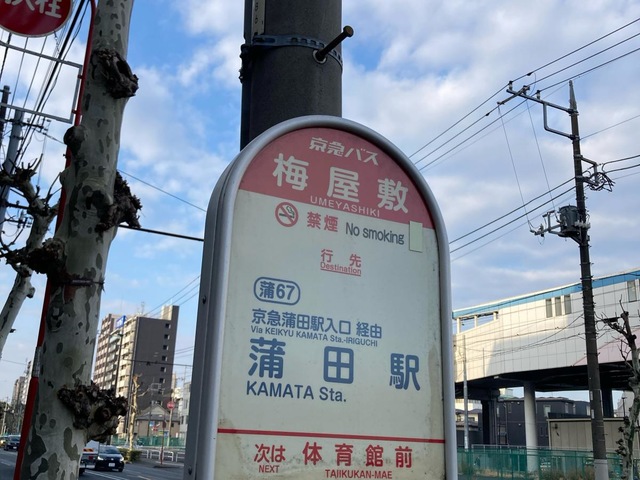 京急バス
梅屋敷
UMEYASHIKI
禁煙 No smoking
行先
Destination
蒲67
京急蒲田駅入口 経由
Via KEIKYU KAMATA Sta.-IRIGUCHI
蒲田駅
KAMATA Sta.
次は 体育館前
NEXT TAIIKUKAN-MAE